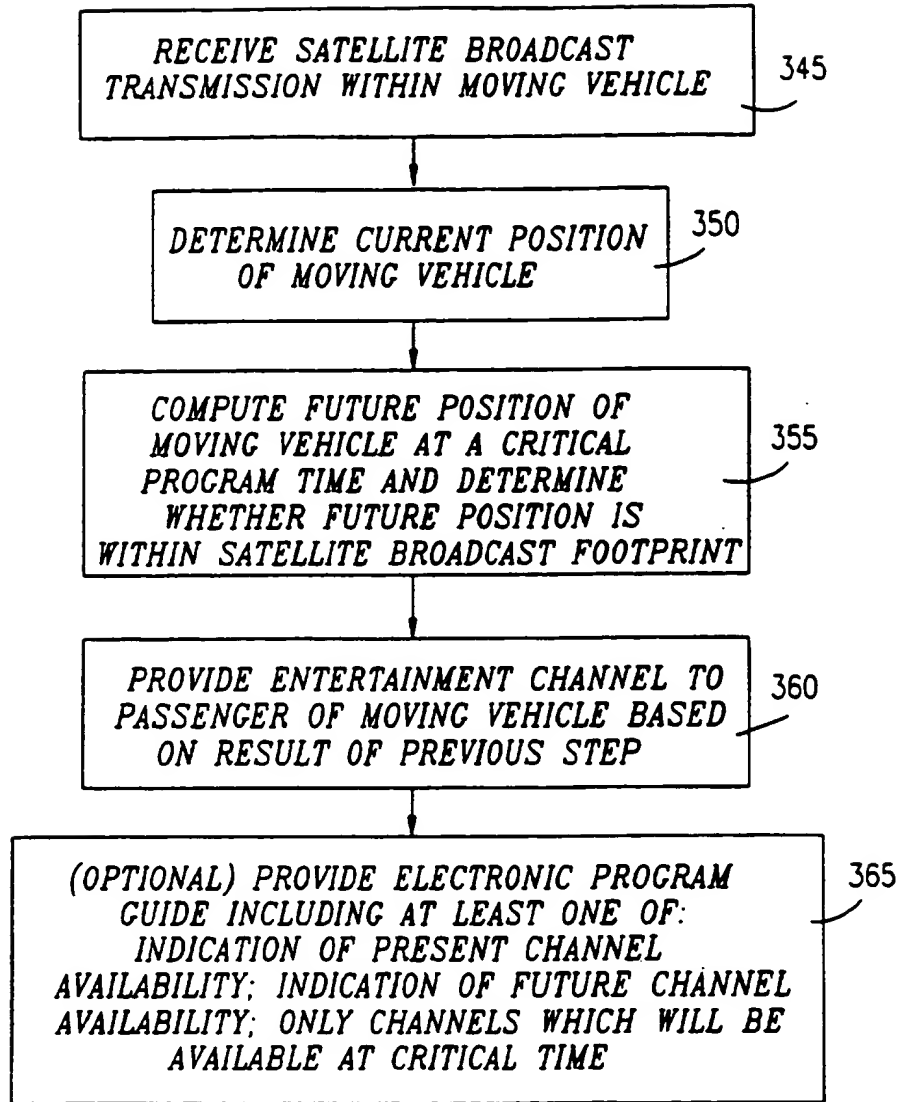 RECEIVE SATELLITE BROADCAST
TRANSMISSION WITHIN MOVING VEHICLE
345
DETERMINE CURRENT POSITION
OF MOVING VEHICLE
350
COMPUTE FUTURE POSITION OF
MOVING VEHICLE AT A CRITICAL
PROGRAM TIME AND DETERMINE
WHETHER FUTURE POSITION IS
WITHIN SATELLITE BROADCAST FOOTPRINT
355
PROVIDE ENTERTAINMENT CHANNEL TO
PASSENGER OF MOVING VEHICLE BASED
ON RESULT OF PREVIOUS STEP
360
(OPTIONAL) PROVIDE ELECTRONIC PROGRAM
GUIDE INCLUDING AT LEAST ONE OF:
INDICATION OF PRESENT CHANNEL
AVAILABILITY; INDICATION OF FUTURE CHANNEL
AVAILABILITY; ONLY CHANNELS WHICH WILL BE
AVAILABLE AT CRITICAL TIME
365